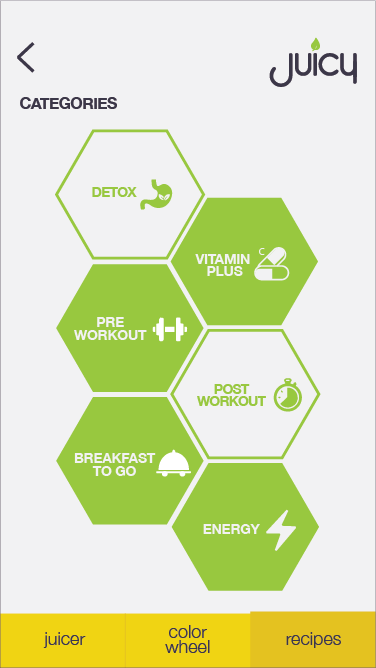 juicy
CATEGORIES
DETOX
C
VITAMIN
PLUS
PRE
WORKOUT
POST
WORKOUT
BREAKFAST
TO GO
ENERGY
juicer
color
wheel
recipes